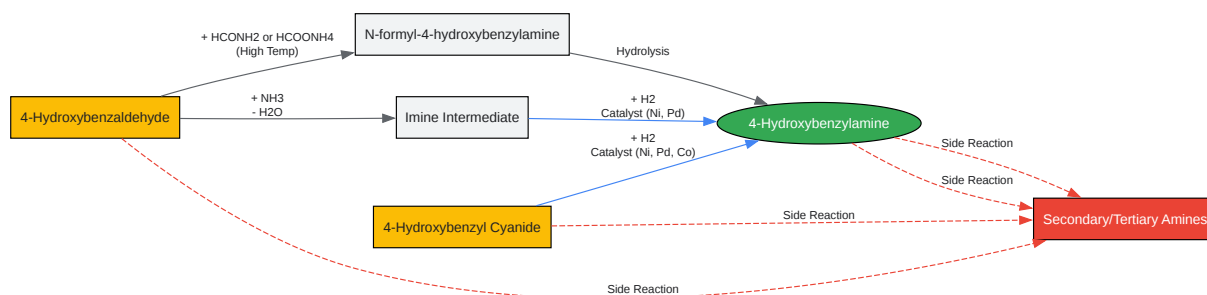 + HCONH2 or HCOONH4
(High Temp)
N-formyl-4-hydroxybenzylamine
Hydrolysis
4-Hydroxybenzaldehyde
+ NH3
- H2O
Imine Intermediate
+ H2
Catalyst (Ni, Pd)
4-Hydroxybenzylamine
+ H2
Catalyst (Ni, Pd, Co)
Side Reaction
Side Reaction
4-Hydroxybenzyl Cyanide
Side Reaction
Secondary/Tertiary Amines
Side Reaction